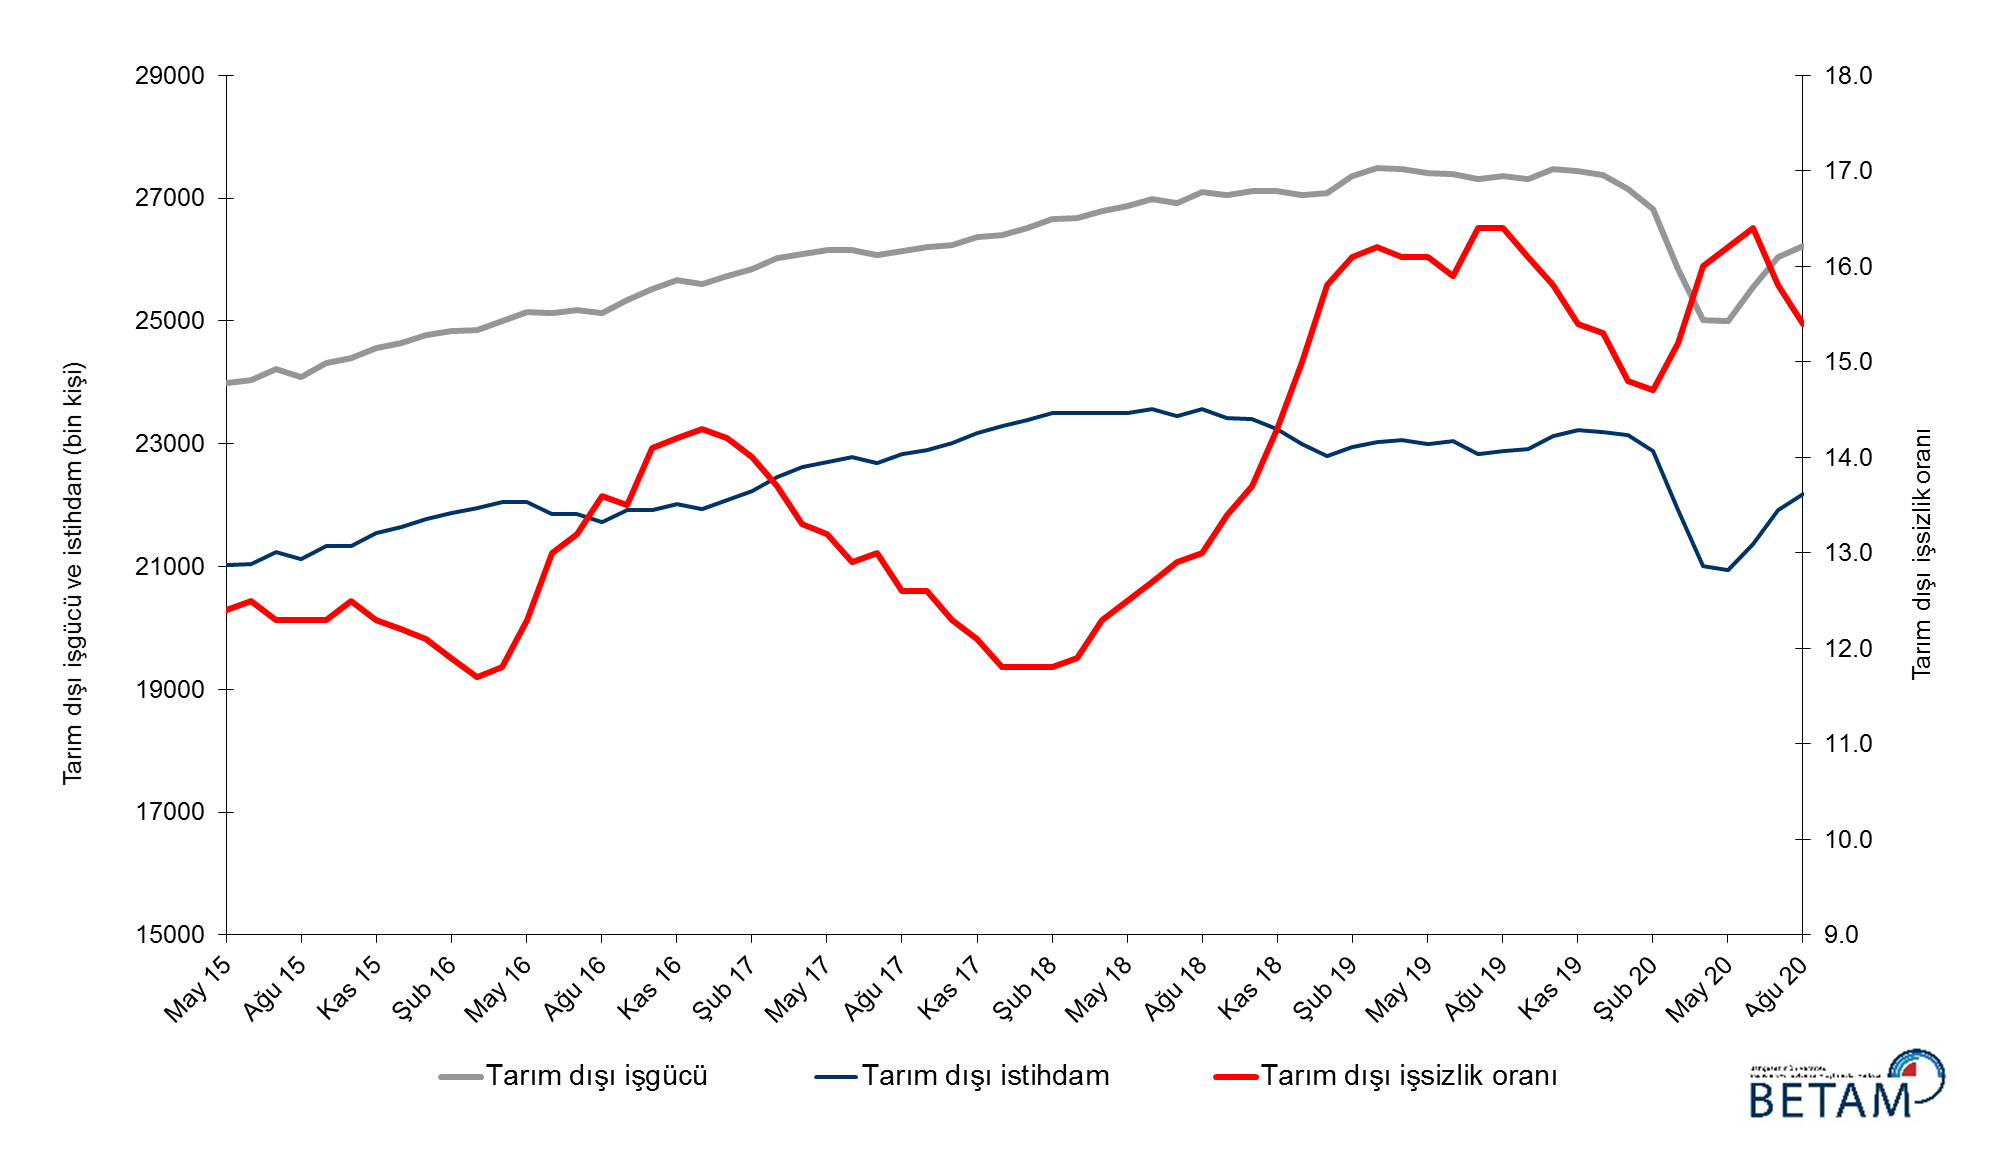 29000
27000
25000
23000
21000
19000
17000
15000
Tarım dışı işgücü ve istihdam (bin kişi)
18.0
17.0
16.0
15.0
14.0
13.0
12.0
11.0
10.0
9.0
Tarım dışı işsizlik oranı
May 15
Ağu 15
Kas 15
Şub 16
May 16
Ağu 16
Kas 16
Şub 17
May 17
Ağu 17
Kas 17
Şub 18
May 18
Ağu 18
Kas 18
Şub 19
May 19
Ağu 19
Kas 19
Şub 20
May 20
Ağu 20
Tarım dışı işgücü
Tarım dışı istihdam
Tarım dışı işsizlik oranı
BETAM